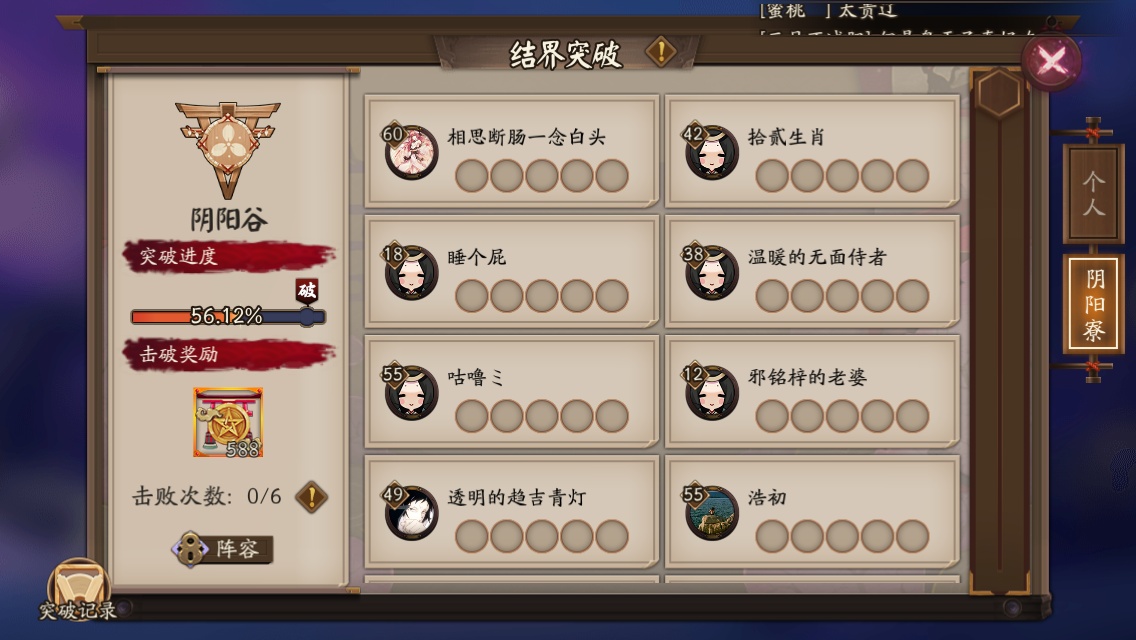 [蜜桃 ]太贵过
结界突破
阴阳谷
突破进度
破
56.12%
击破奖励
588
击败次数: 0/6
阵容
突破记录
60
相思断肠一念白头
42
拾贰生肖
18
睡个屁
38
温暖的无面侍者
55
咕噜ミ
12
邪铭梓的老婆
49
透明的趋吉青灯
55
浩初
个人
阴阳寮